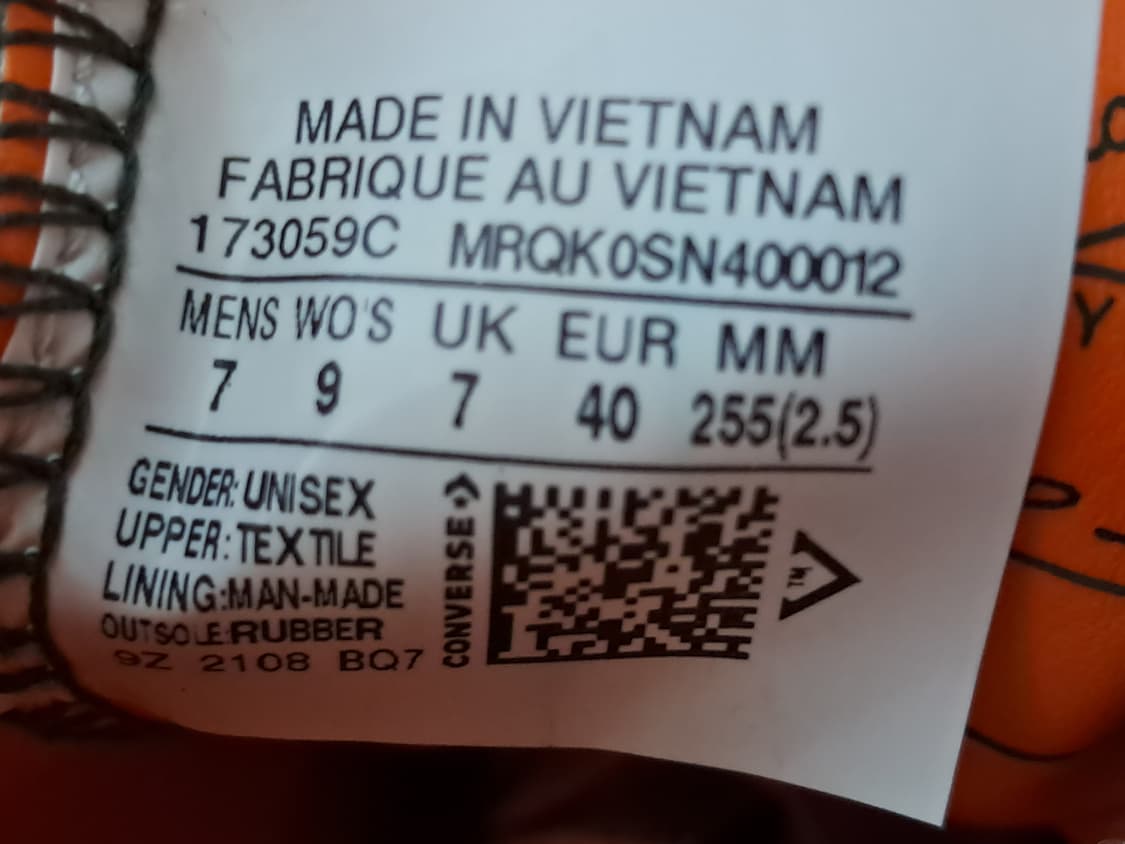 MADE IN VIETNAM
FABRIQUE AU VIETNAM
173059C MRQK0SN400012
MENS WO'S UK EUR MM
7 9 7 40 255(2.5)
GENDER: UNISEX
UPPER: TEXTILE
LINING:MAN-MADE
OUTSOLE:RUBBER
9Z 2108 BQ7
CONVERSE